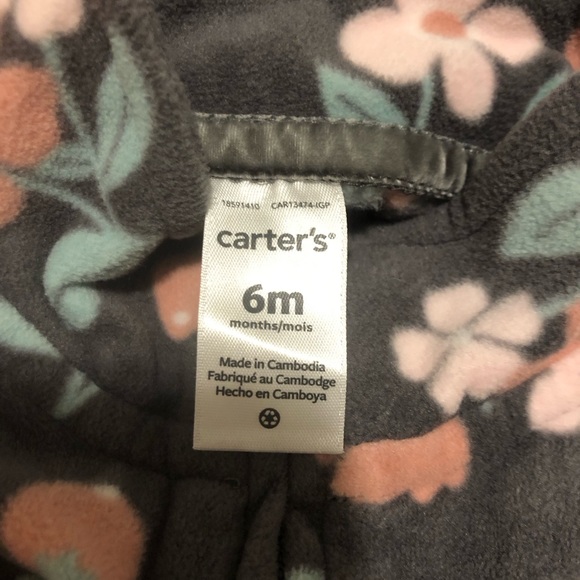 18591410 CAR13474-IGP
carter's®
6m
months/mois
Made in Cambodia
Fabriqué au Cambodge
Hecho en Camboya